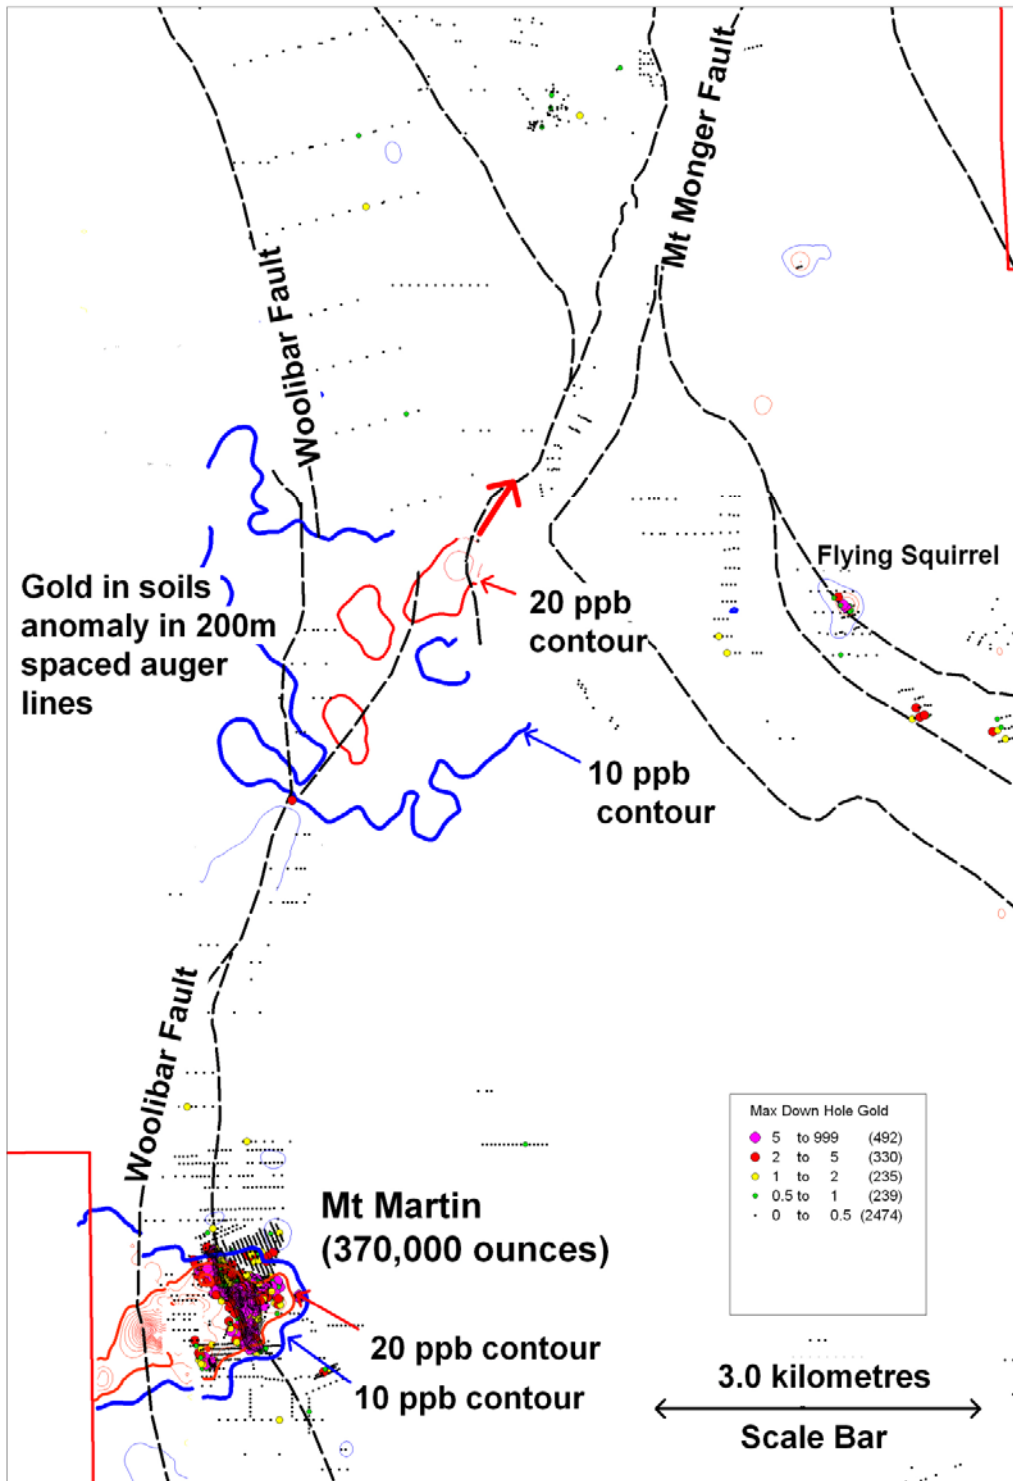 Mt Monger Fault
Woolibar Fault
Flying Squirrel
Gold in soils
anomaly in 200m
spaced auger
lines
20 ppb
contour
10 ppb
contour
Woolibar Fault
Max Down Hole Gold
5 to 999 (492)
2 to 5 (330)
1 to 2 (235)
0.5 to 1 (239)
0 to 0.5 (2474)
Mt Martin
(370,000 ounces)
20 ppb contour
10 ppb contour
3.0 kilometres
Scale Bar